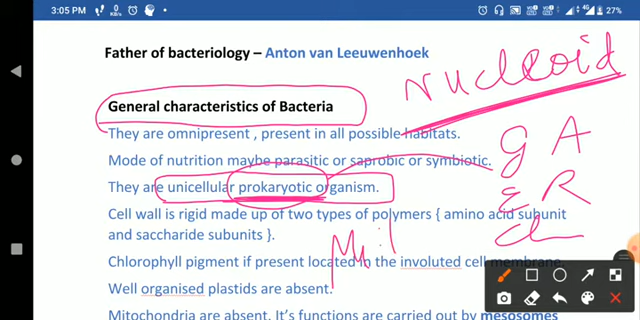 3:05 PM 0 KB/s 4G 27%
Father of bacteriology – Anton van Leeuwenhoek
Nucleoid
General characteristics of Bacteria
They are omnipresent , present in all possible habitats.
G A
Mode of nutrition maybe parasitic or saprobic or symbiotic.
They are unicellular prokaryotic organism.
E R
Cell wall is rigid made up of two types of polymers { amino acid subunit
and saccharide subunits }.
Chlorophyll pigment if present located in the involuted cell membrane.
Well organised plastids are absent.
Mitochondria are absent. It's functions are carried out by mesosomes